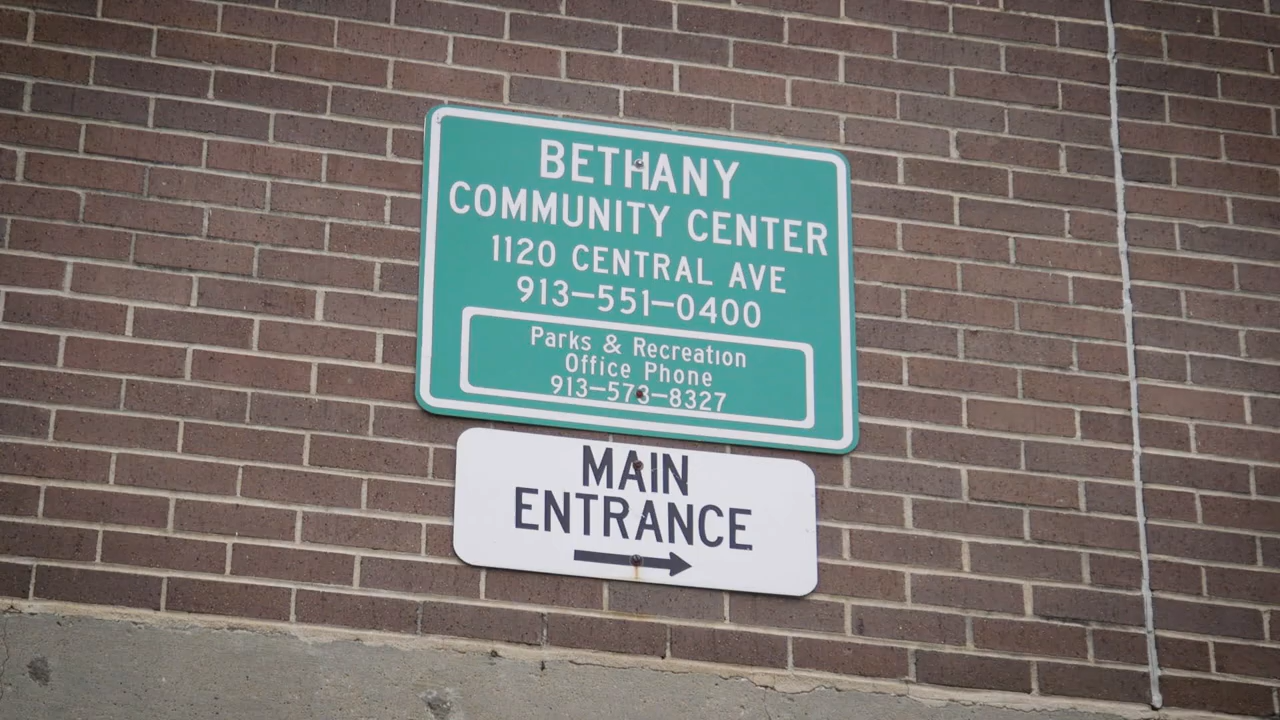 BETHANY
COMMUNITY CENTER
1120 CENTRAL AVE
913-551-0400
Parks & Recreation
Office Phone
913-573-8327
MAIN
ENTRANCE